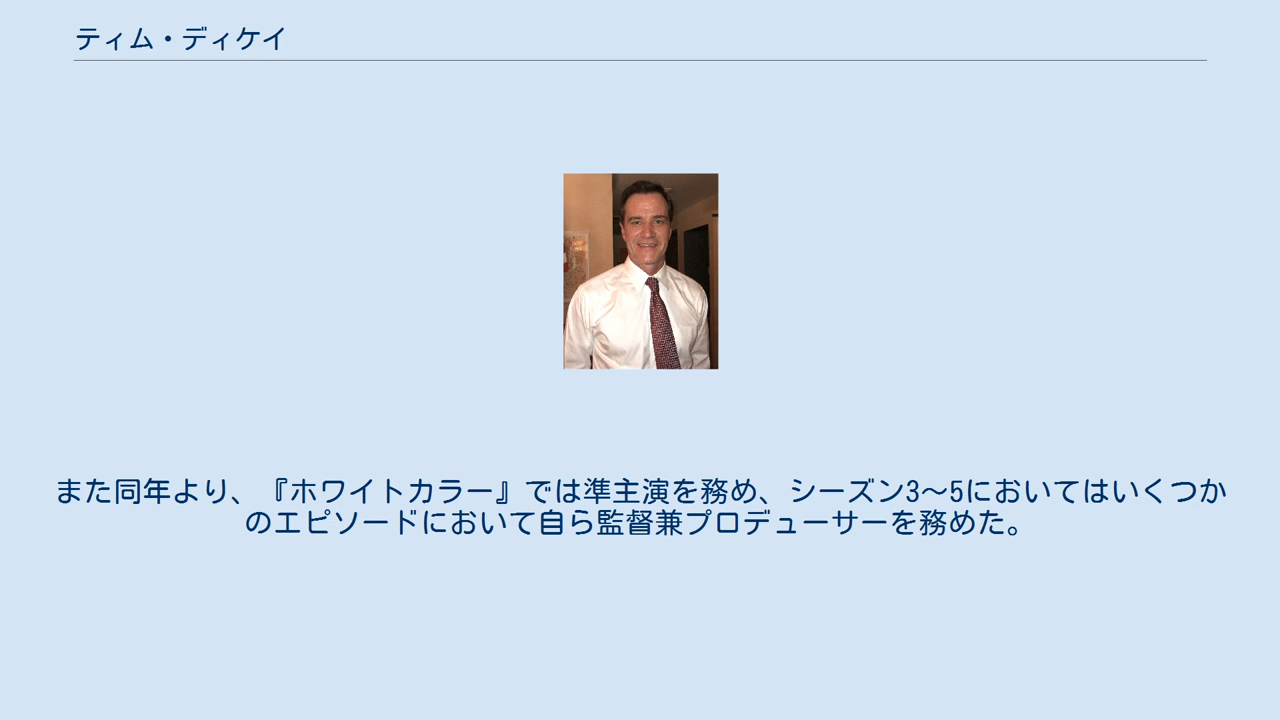 ティム・ディケイ
また同年より、『ホワイトカラー』では準主演を務め、シーズン3〜5においてはいくつか
のエピソードにおいて自ら監督兼プロデューサーを務めた。